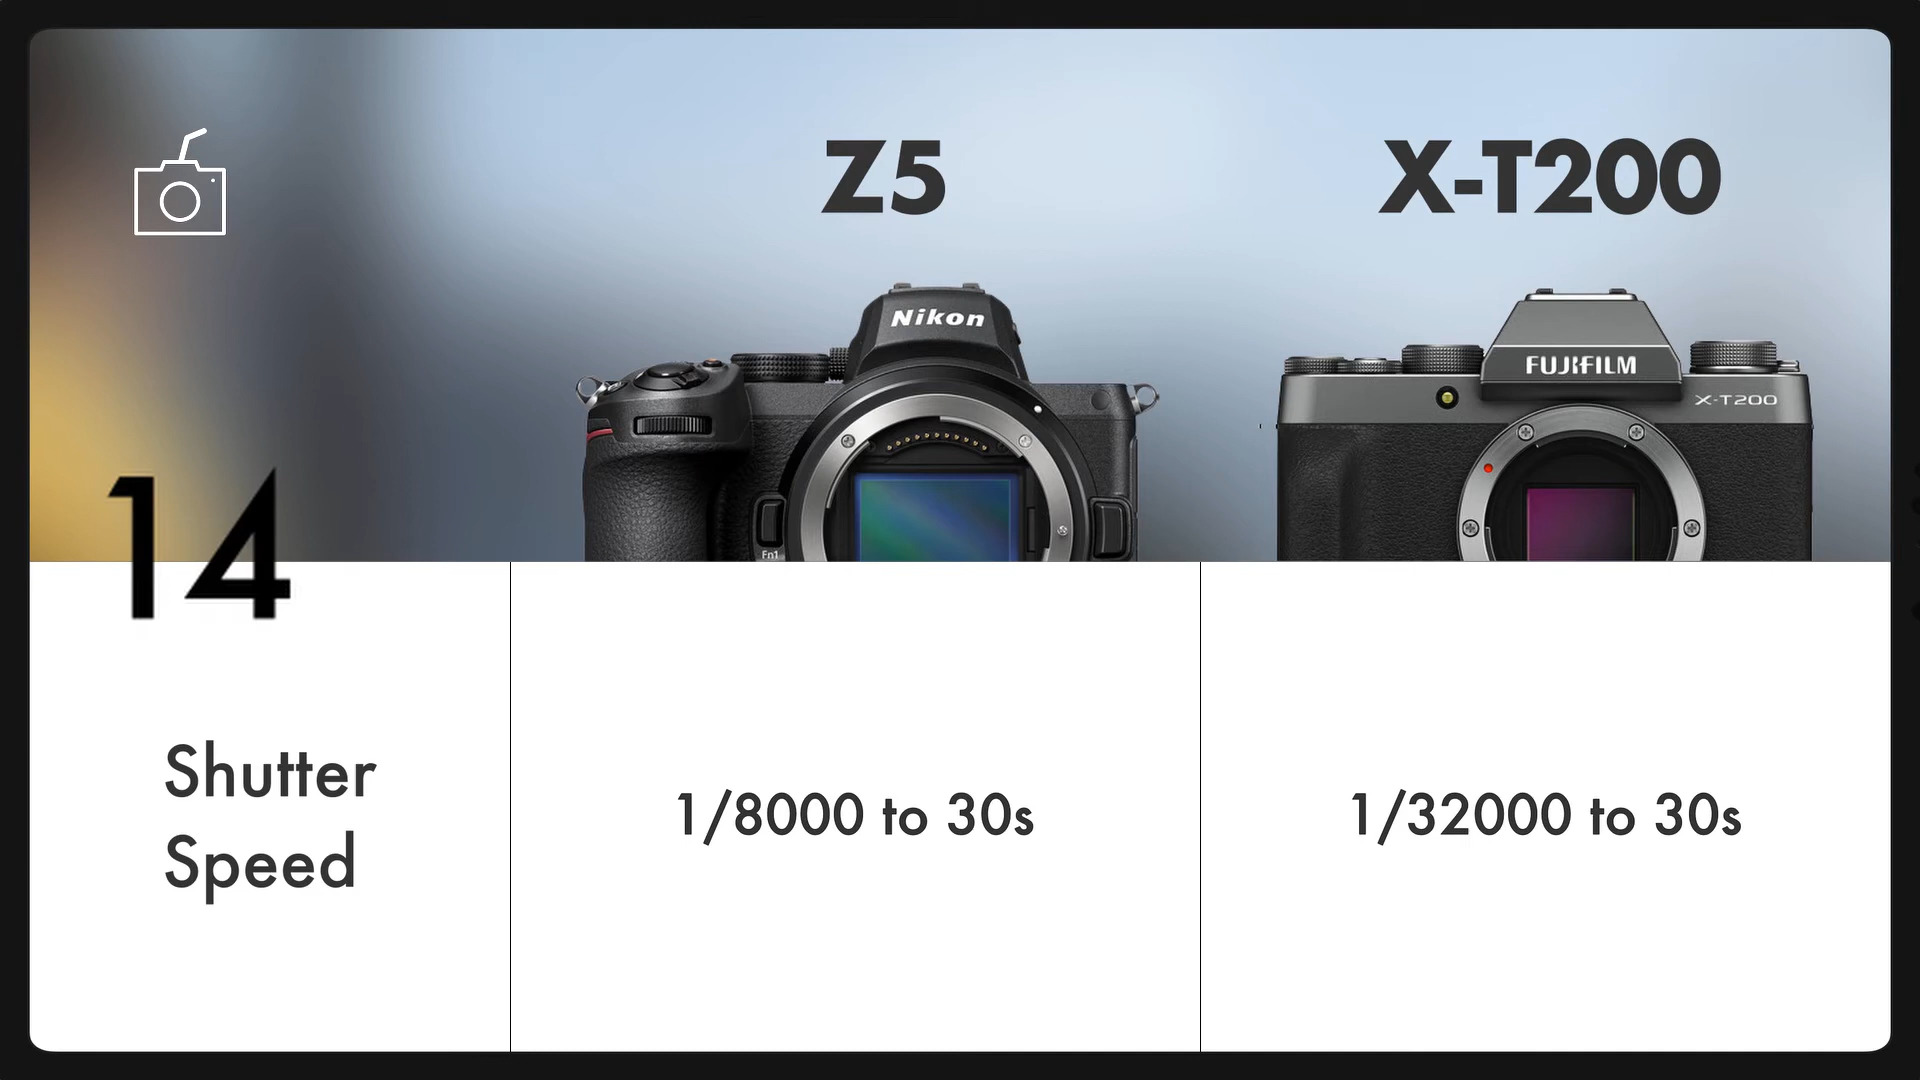 Z5
X-T200
Nikon
FUJIFILM
X-T200
Fn1
14
Shutter
Speed
1/8000 to 30s
1/32000 to 30s